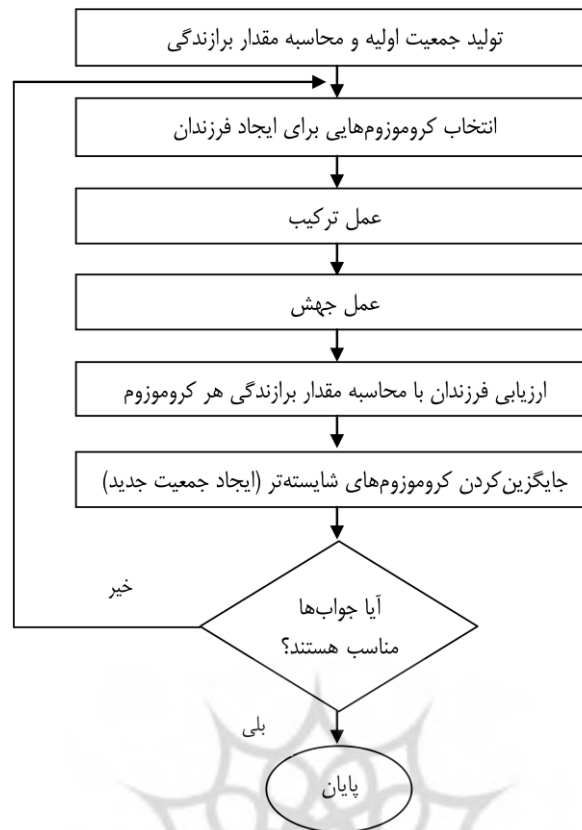 تولید جمعیت اولیه و محاسبه مقدار برازندگی
انتخاب کروموزوم‌هایی برای ایجاد فرزندان
عمل ترکیب
عمل جهش
ارزیابی فرزندان با محاسبه مقدار برازندگی هر کروموزوم
جایگزین‌کردن کروموزوم‌های شایسته‌تر (ایجاد جمعیت جدید)
آیا جواب‌ها
مناسب هستند؟
خیر
بلی
پایان